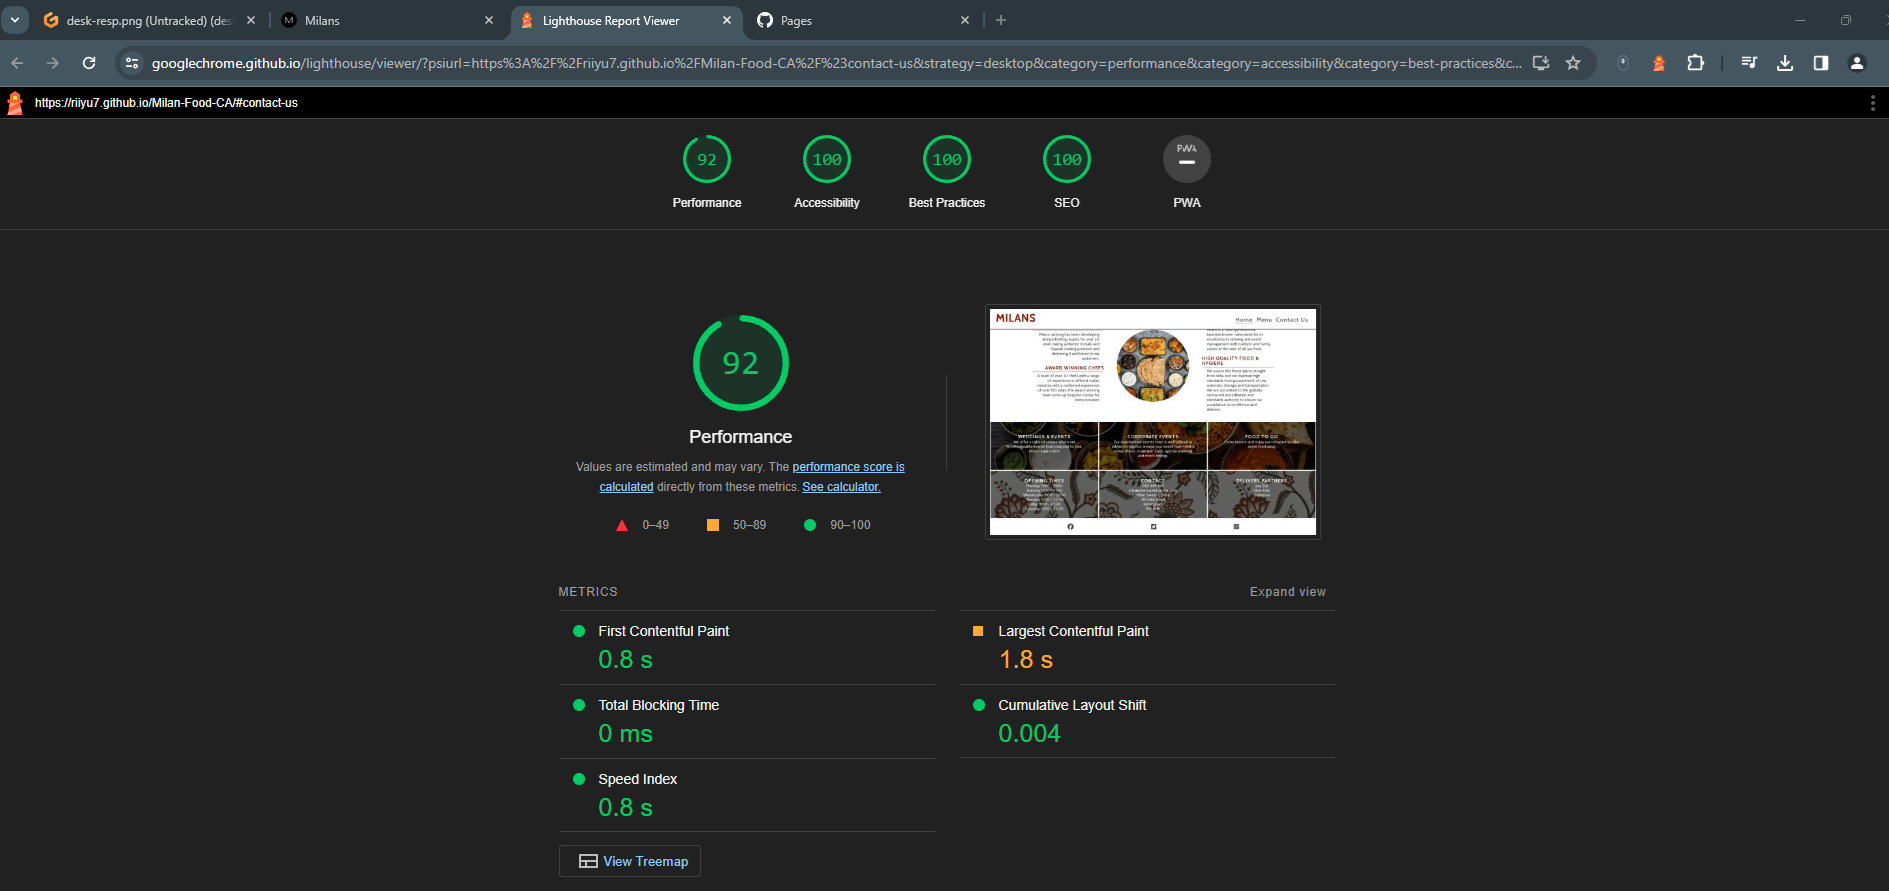 desk-resp.png (Untracked) (des
Milans
Lighthouse Report Viewer
Pages
googlechrome.github.io/lighthouse/viewer/?psiurl=https%3A%2F%2Friiyu7.github.io%2FMilan-Food-CA%2F%23contact-us&strategy=desktop&category=performance&category=accessibility&category=best-practices&c...
https://riiyu7.github.io/Milan-Food-CA/#contact-us
92
100
100
100
PWA
Performance
Accessibility
Best Practices
SEO
PWA
92
Performance
Values are estimated and may vary. The performance score is
calculated directly from these metrics. See calculator.
0–49
50–89
90–100
MILANS
Home Menu Contact Us
AWARD WINNING CHEFS
HIGH QUALITY FOOD &
HYGIENE
WEDDINGS & EVENTS
CORPORATE EVENTS
FOOD TO GO
OPENING TIMES
CONTACT
DELIVERY PARTNERS
METRICS
Expand view
First Contentful Paint
0.8 s
Largest Contentful Paint
1.8 s
Total Blocking Time
0 ms
Cumulative Layout Shift
0.004
Speed Index
0.8 s
View Treemap